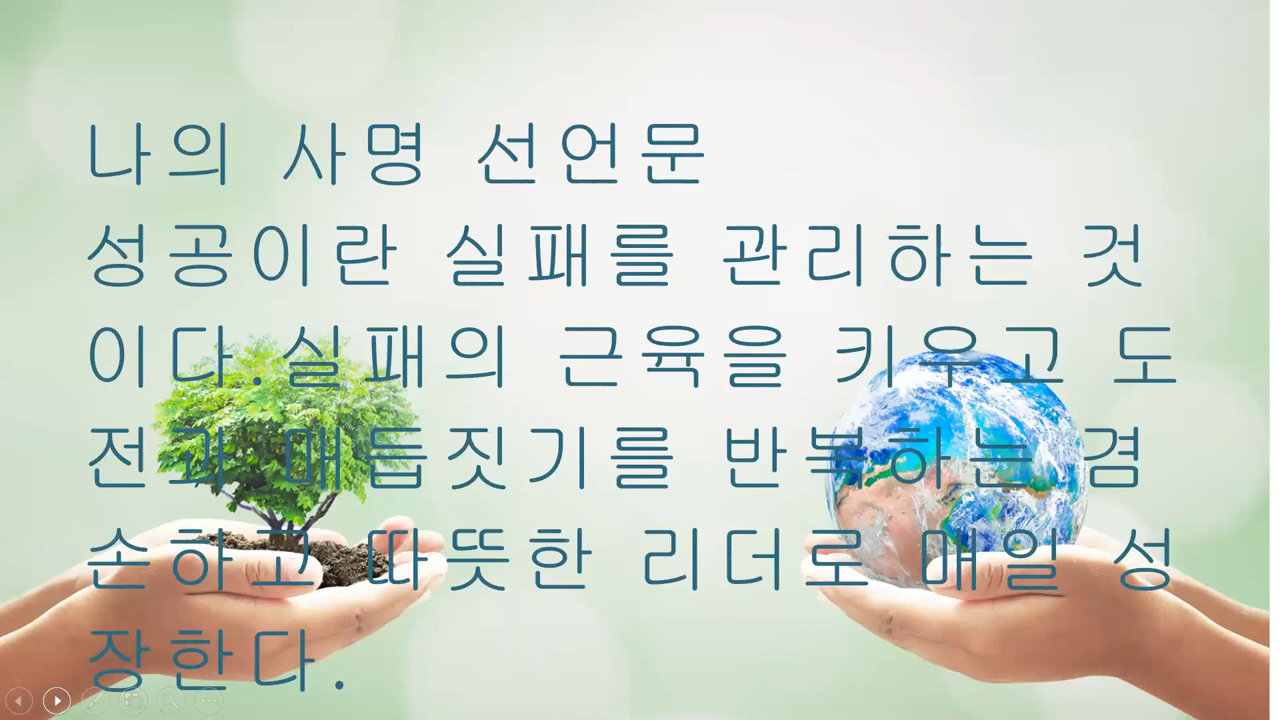 나의 사명 선언문
성공이란 실패를 관리하는 것
이다.실패의 근육을 키우고 도
전과 매듭짓기를 반복하는 겸
손하고 따뜻한 리더로 매일 성
장한다.